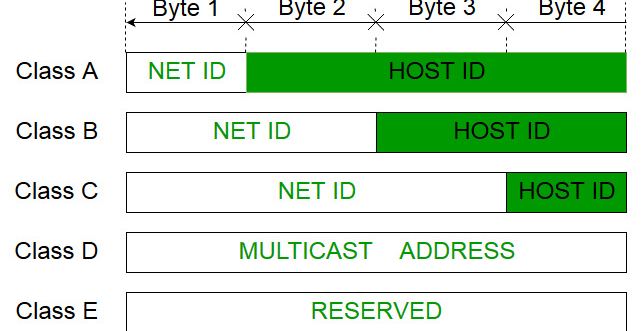 Byte 1 Byte 2 Byte 3 Byte 4
Class A NET ID HOST ID
Class B NET ID HOST ID
Class C NET ID HOST ID
Class D MULTICAST ADDRESS
Class E RESERVED